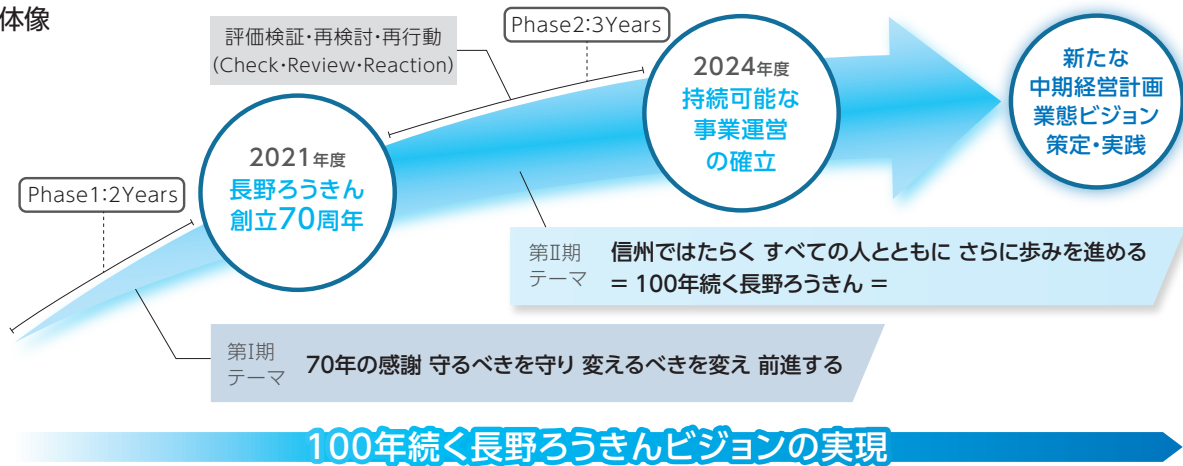 体像
評価検証・再検討・再行動
(Check・Review・Reaction)
Phase2:3Years
2024年度
持続可能な
事業運営
の確立
新たな
中期経営計画
業態ビジョン
策定・実践
2021年度
長野ろうきん
創立70周年
Phase1:2Years
第Ⅱ期
テーマ
信州ではたらく すべての人とともに さらに歩みを進める
= 100年続く長野ろうきん =
第Ⅰ期
テーマ
70年の感謝 守るべきを守り 変えるべきを変え 前進する
100年続く長野ろうきんビジョンの実現